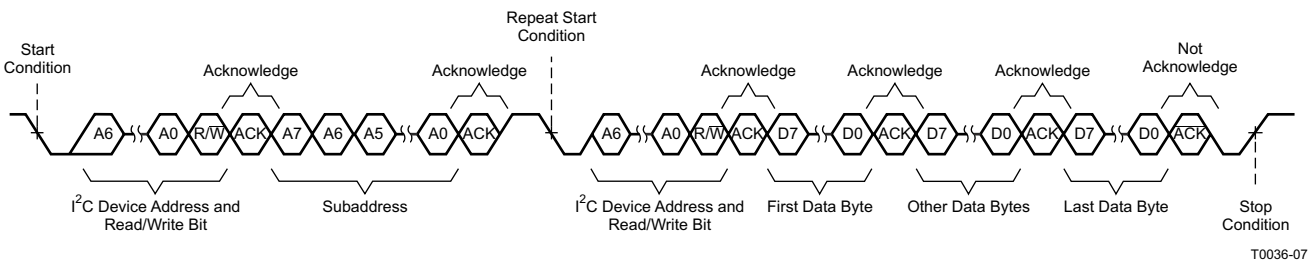 Repeat Start
Condition
Start
Condition
Not
Acknowledge
Acknowledge
Acknowledge
Acknowledge
Acknowledge
Acknowledge
A6 A0 R/W̅ ACK A7 A6 A5 A0 ACK A6 A0 R/W̅ ACK D7 D0 ACK D7 D0 ACK D7 D0 A̅C̅K̅
I²C Device Address and
Read/Write Bit
Subaddress
I²C Device Address and
Read/Write Bit
First Data Byte
Other Data Bytes
Last Data Byte
Stop
Condition
T0036-07